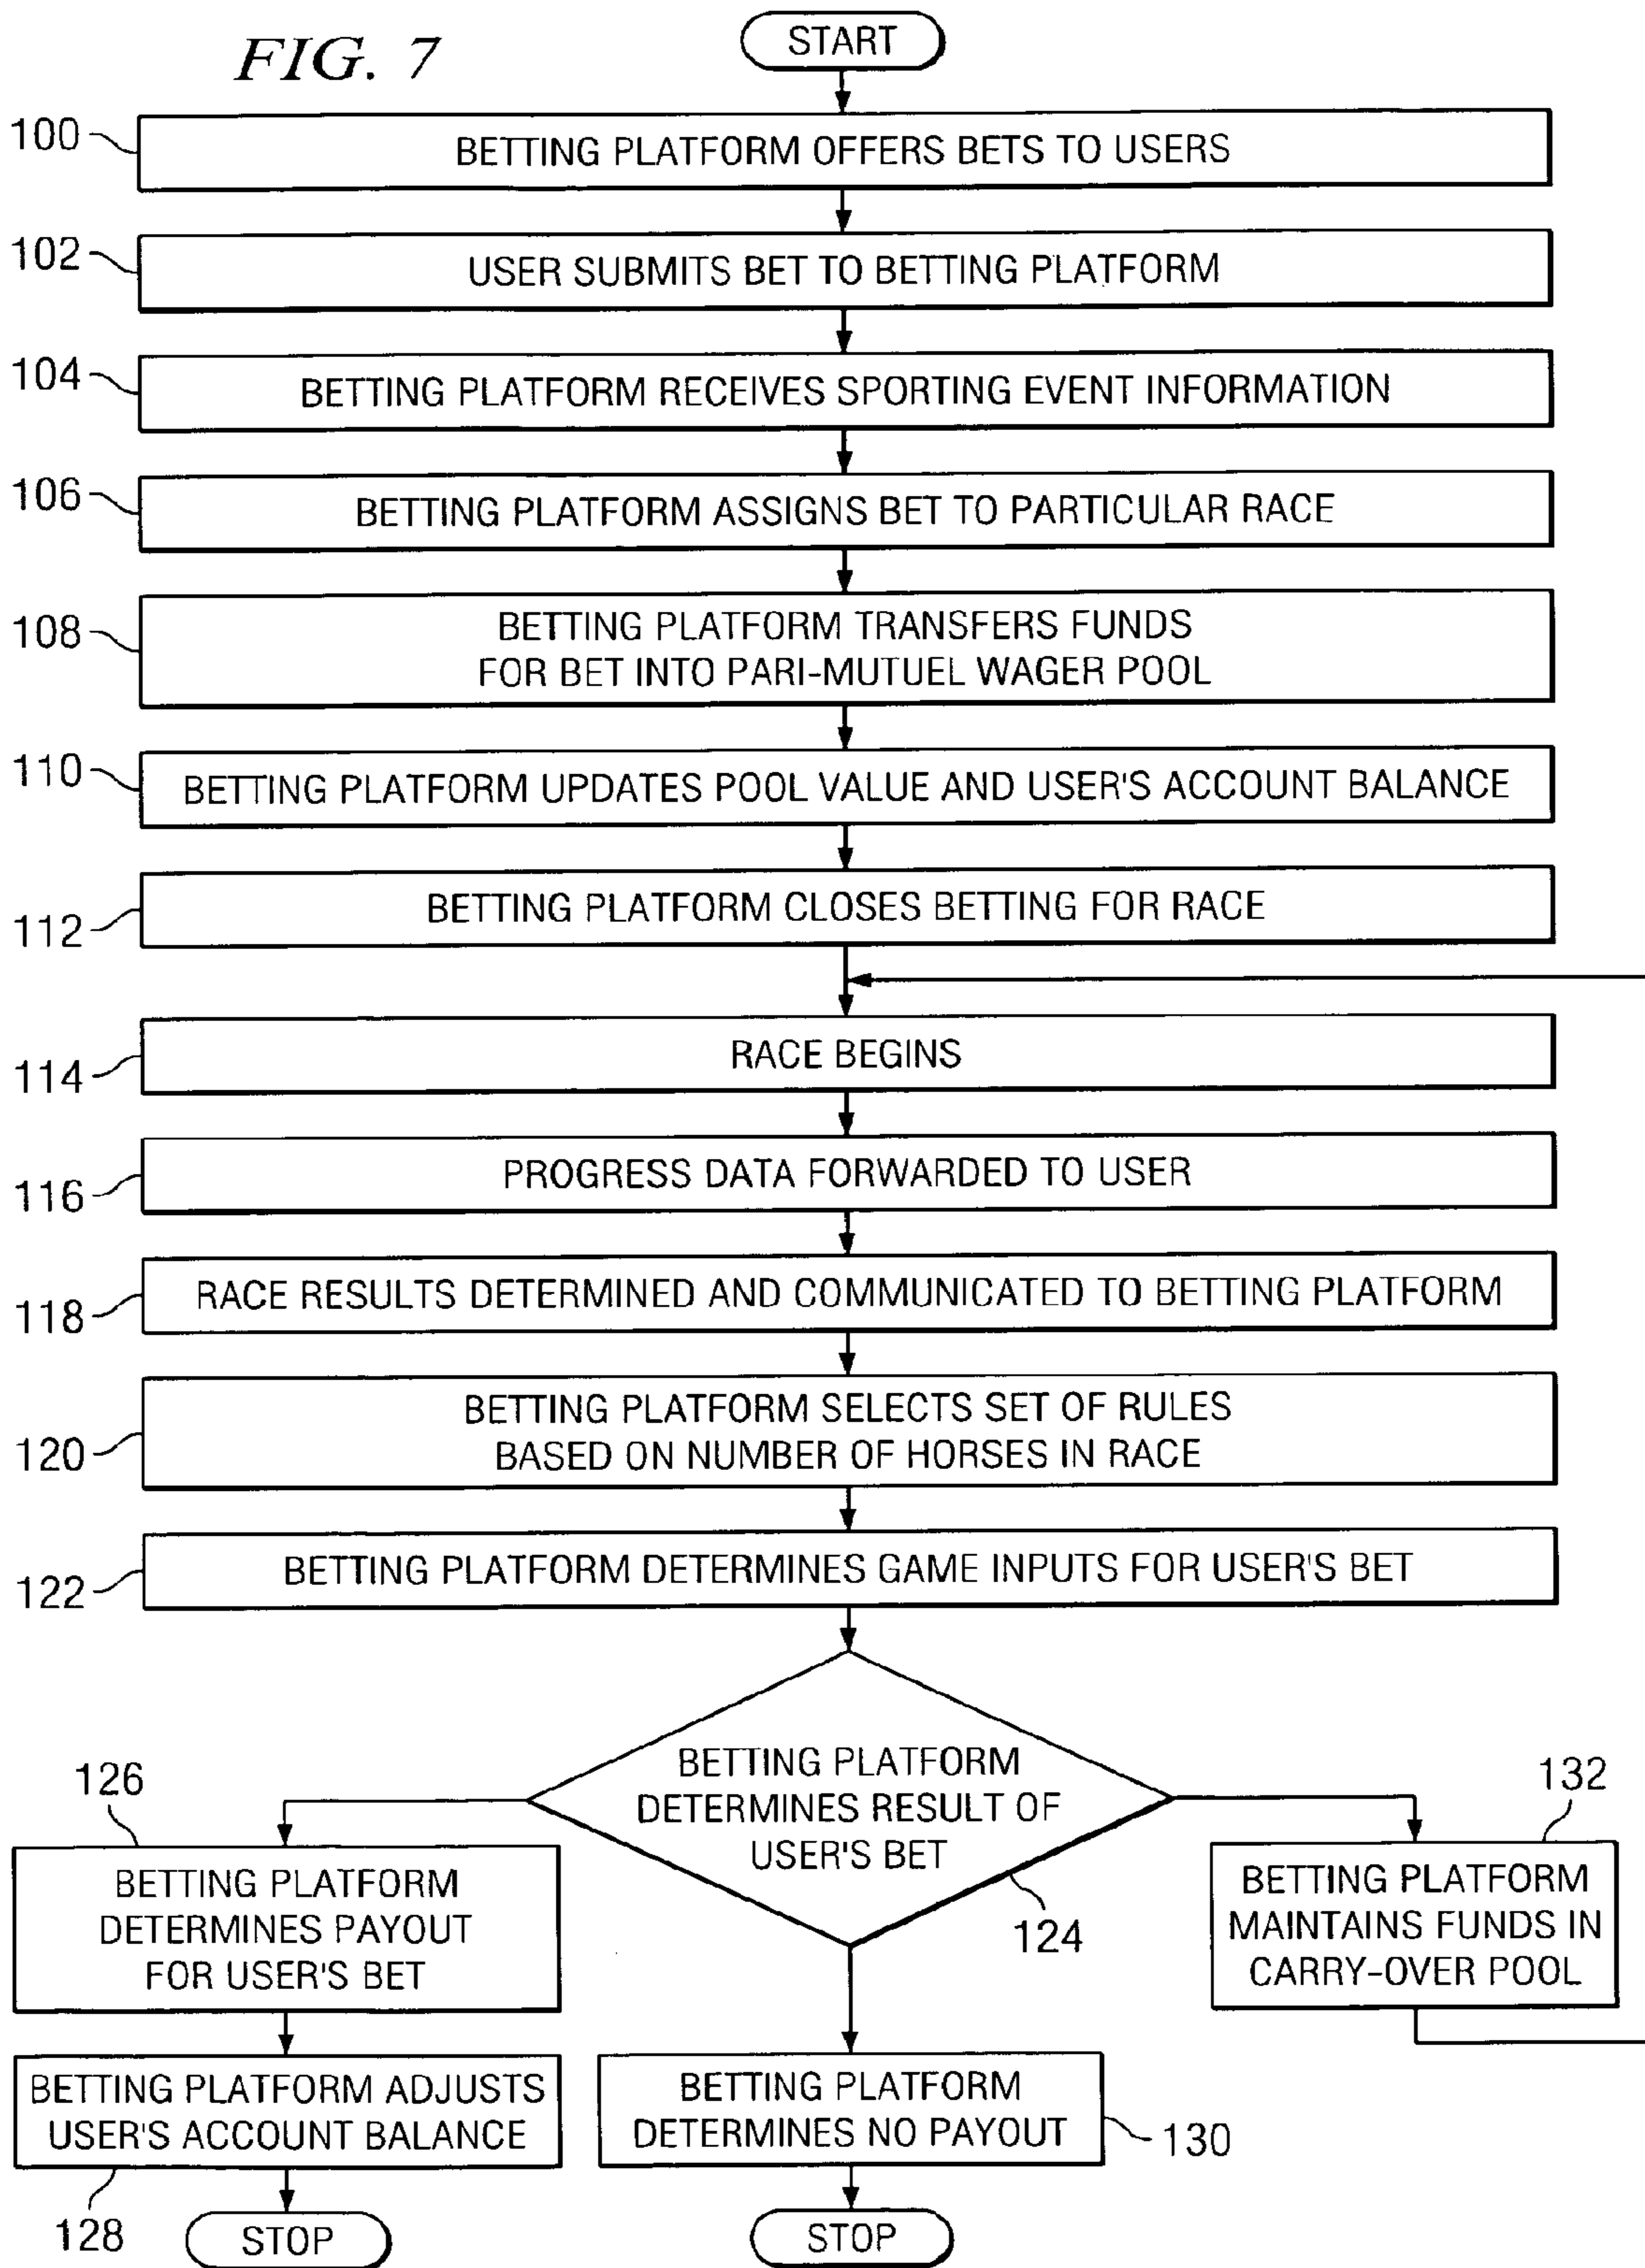 FIG. 7
START
100
BETTING PLATFORM OFFERS BETS TO USERS
102
USER SUBMITS BET TO BETTING PLATFORM
104
BETTING PLATFORM RECEIVES SPORTING EVENT INFORMATION
106
BETTING PLATFORM ASSIGNS BET TO PARTICULAR RACE
108
BETTING PLATFORM TRANSFERS FUNDS
FOR BET INTO PARI-MUTUEL WAGER POOL
110
BETTING PLATFORM UPDATES POOL VALUE AND USER'S ACCOUNT BALANCE
112
BETTING PLATFORM CLOSES BETTING FOR RACE
114
RACE BEGINS
116
PROGRESS DATA FORWARDED TO USER
118
RACE RESULTS DETERMINED AND COMMUNICATED TO BETTING PLATFORM
120
BETTING PLATFORM SELECTS SET OF RULES
BASED ON NUMBER OF HORSES IN RACE
122
BETTING PLATFORM DETERMINES GAME INPUTS FOR USER'S BET
BETTING PLATFORM
DETERMINES RESULT OF
USER'S BET
124
126
BETTING PLATFORM
DETERMINES PAYOUT
FOR USER'S BET
132
BETTING PLATFORM
MAINTAINS FUNDS IN
CARRY-OVER POOL
BETTING PLATFORM ADJUSTS
USER'S ACCOUNT BALANCE
128
STOP
BETTING PLATFORM
DETERMINES NO PAYOUT
130
STOP